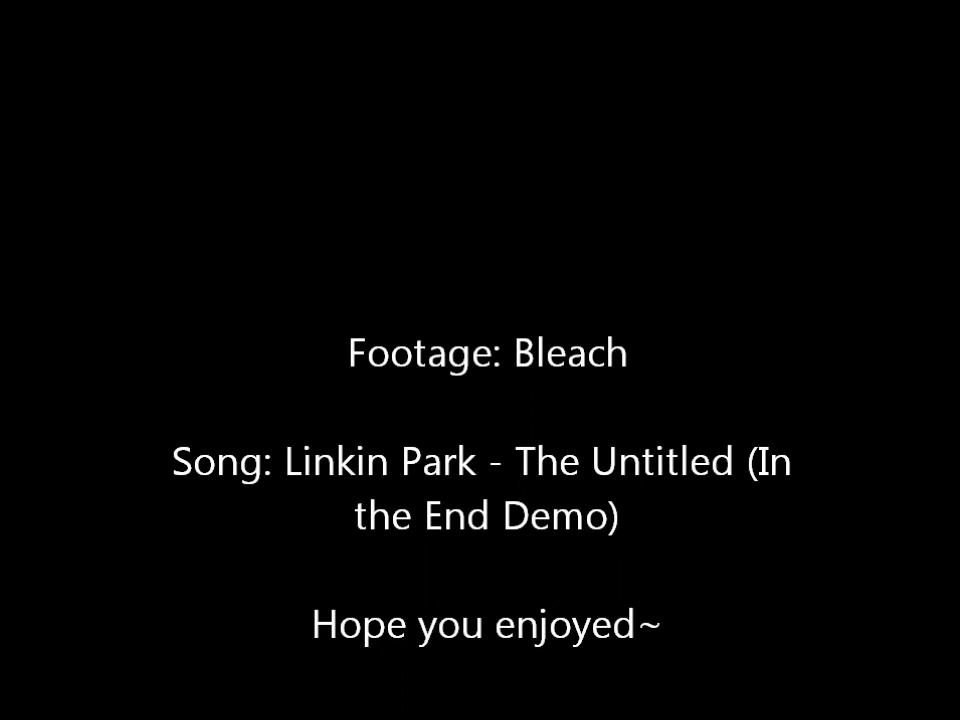 Footage: Bleach
Song: Linkin Park - The Untitled (In
the End Demo)
Hope you enjoyed~